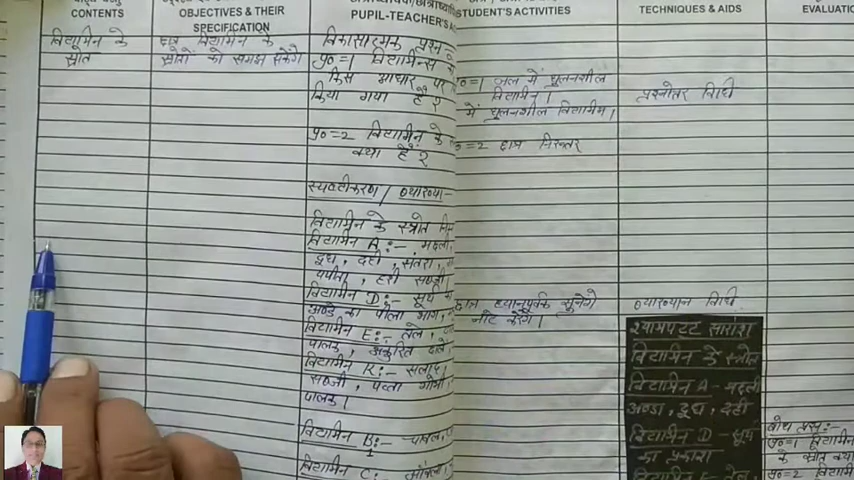 CONTENTS
OBJECTIVES & THEIR
SPECIFICATION
PUPIL-TEACHER'S
STUDENT'S ACTIVITIES
TECHNIQUES & AIDS
EVALUATIO
विटामिन के
स्रोत
छात्र विटामिन के
स्रोतों को समझ सकेंगे
विकासात्मक प्रश्न
प्र०=1 विटामिन्स
किस आधार पर
किया गया है ?
प्र०=2 विटामिन के
क्या है ?
स्पष्टीकरण / व्याख्या-
विटामिन के स्त्रोत
विटामिन A:- मछली,
दूध, दही, संतरा,
पपीता, हरी सब्जी
विटामिन D:- सूर्य
अण्डे का पीला भाग,
विटामिन E:- तेल,
पालक, अंकुरित दाले
विटामिन K:- सलाद,
सब्जी, पत्ता गोभी,
पालक।
विटामिन B1:- चावल,
विटामिन C:- आँवला,
=1 जल में घुलनशील
विटामिन।
में घुलनशील विटामिन।
=2 छात्र निरुत्तर
छात्र ध्यानपूर्वक सुनेंगे
नोट करेंगे।
प्रश्नोत्तर विधि
व्याख्यान विधि
श्यामपट्ट सारांश
विटामिन के स्त्रोत
विटामिन A - मछली
अण्डा, दूध, दही
विटामिन D - सूर्य
का प्रकाश
विटामिन - तेल,
बोध प्रश्न:-
प्र०=1 विटामिन
के स्रोत क्या
प्र०=2 विटामि